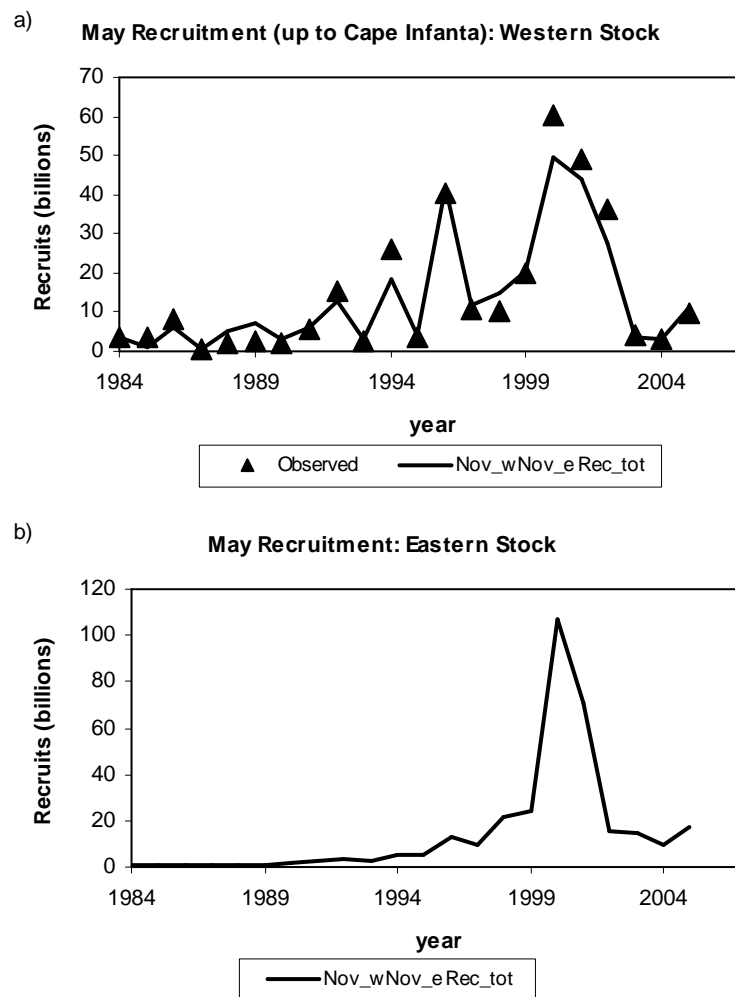 a)
May Recruitment (up to Cape Infanta): Western Stock
70
60
50
40
30
20
10
0
Recruits (billions)
1984 1989 1994 1999 2004
year
Observed Nov_wNov_e Rec_tot
b)
May Recruitment: Eastern Stock
120
100
80
60
40
20
0
Recruits (billions)
1984 1989 1994 1999 2004
year
Nov_wNov_e Rec_tot